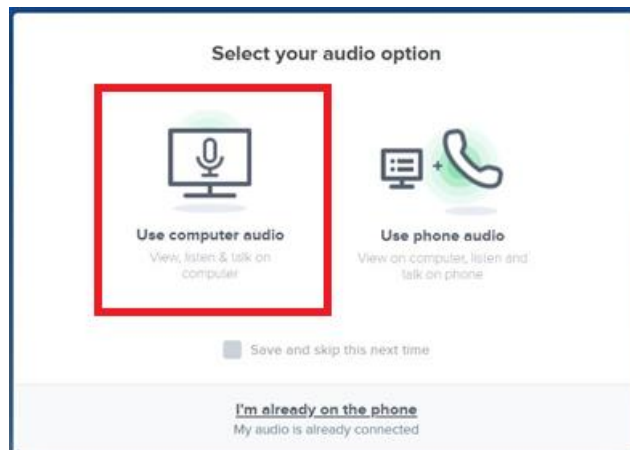 Select your audio option
Use computer audio
View, listen & talk on
computer
Use phone audio
View on computer, listen and
talk on phone
Save and skip this next time
I'm already on the phone
My audio is already connected